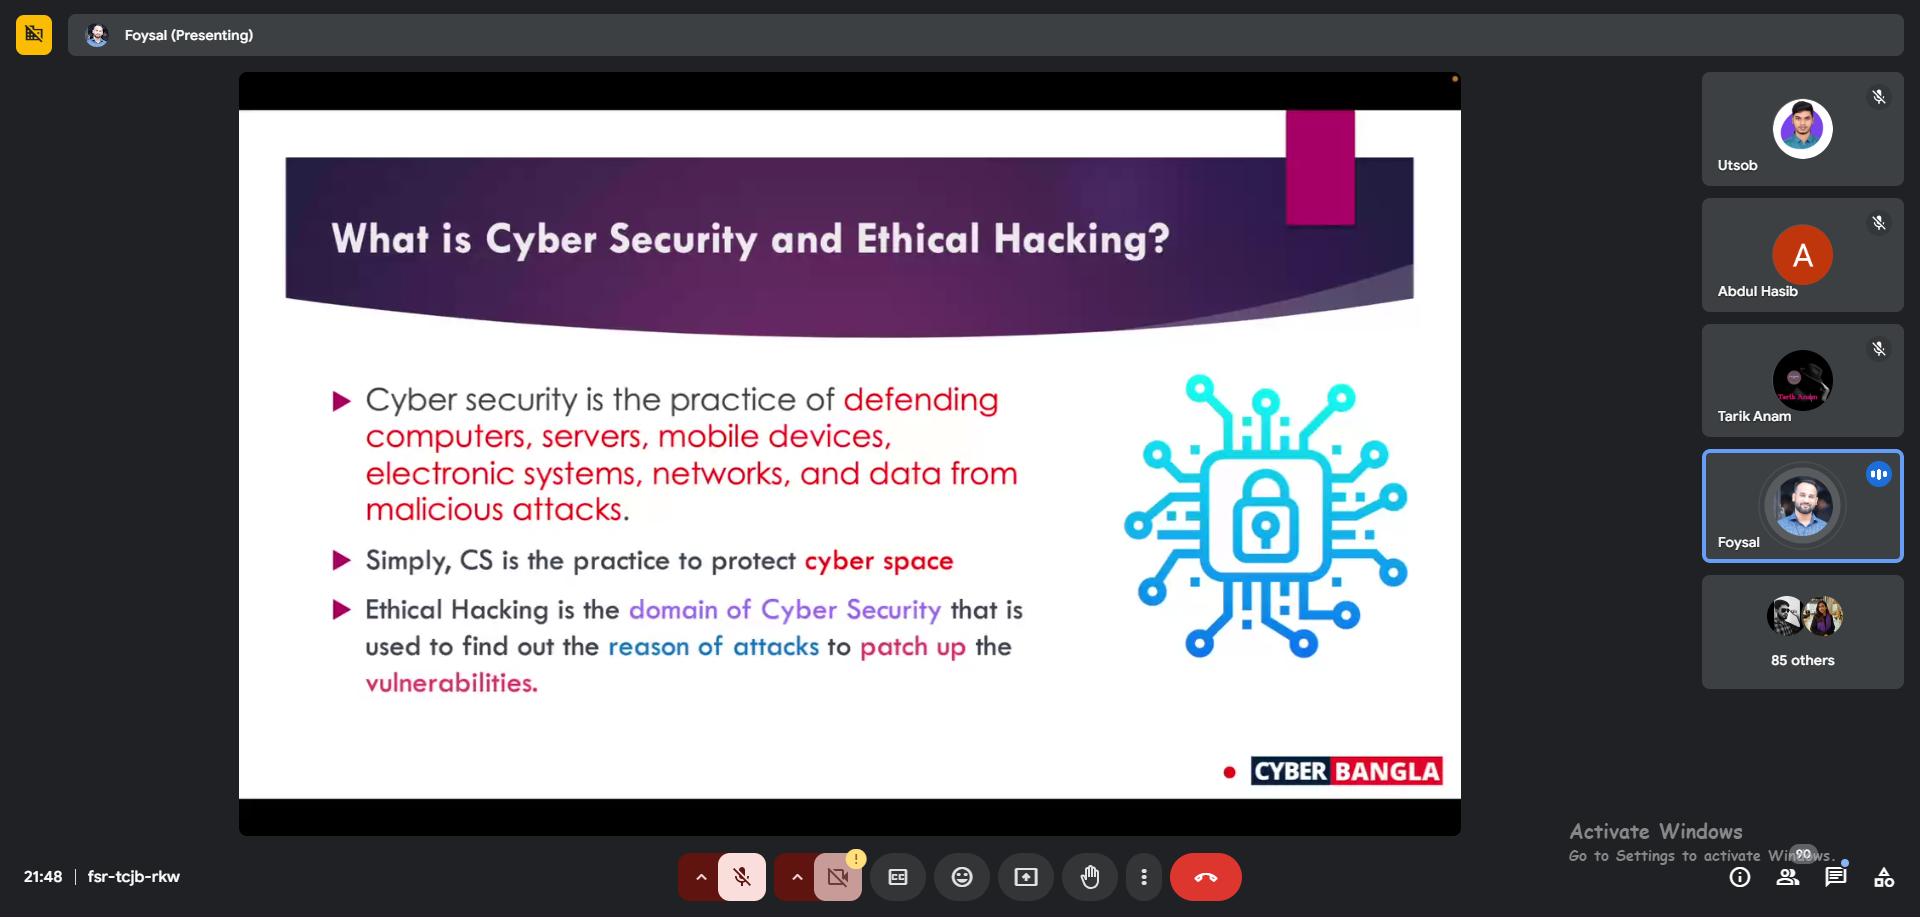 Foysal (Presenting)
What is Cyber Security and Ethical Hacking?
Cyber security is the practice of defending
computers, servers, mobile devices,
electronic systems, networks, and data from
malicious attacks.
Simply, CS is the practice to protect cyber space
Ethical Hacking is the domain of Cyber Security that is
used to find out the reason of attacks to patch up the
vulnerabilities.
CYBER BANGLA
Utsob
A
Abdul Hasib
Tarik Anam
Tarik Anam
Foysal
85 others
Activate Windows
Go to Settings to activate Windows.
21:48 | fsr-tcjb-rkw
!
CC
90